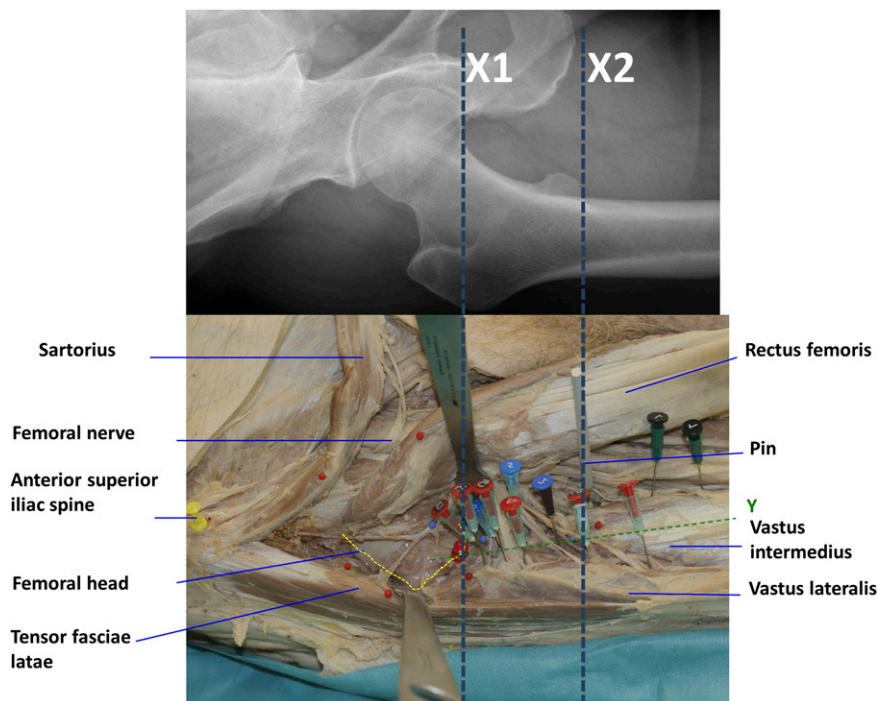 X1 X2
Sartorius
Femoral nerve
Anterior superior
iliac spine
Femoral head
Tensor fasciae
latae
Rectus femoris
Pin
Y
Vastus
intermedius
Vastus lateralis